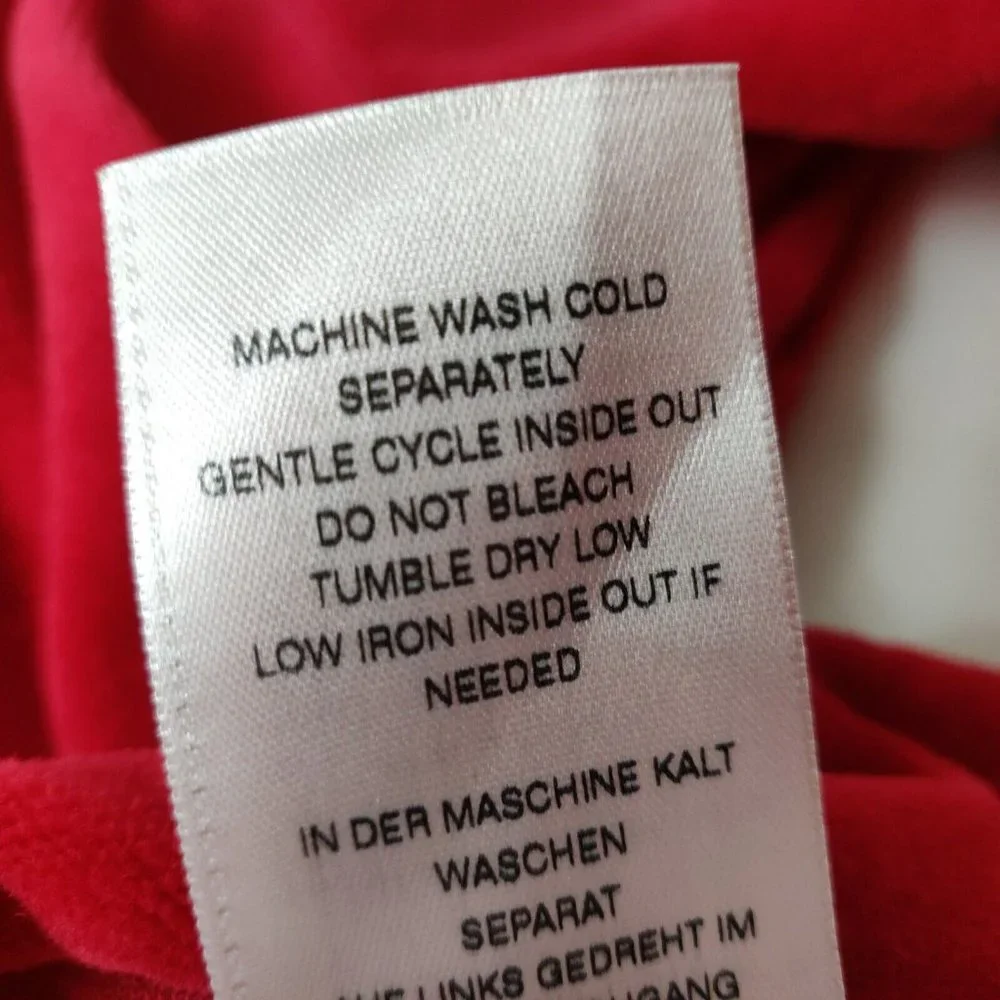 MACHINE WASH COLD
SEPARATELY
GENTLE CYCLE INSIDE OUT
DO NOT BLEACH
TUMBLE DRY LOW
LOW IRON INSIDE OUT IF
NEEDED
IN DER MASCHINE KALT
WASCHEN
SEPARAT
LINKS GEDREHT IM